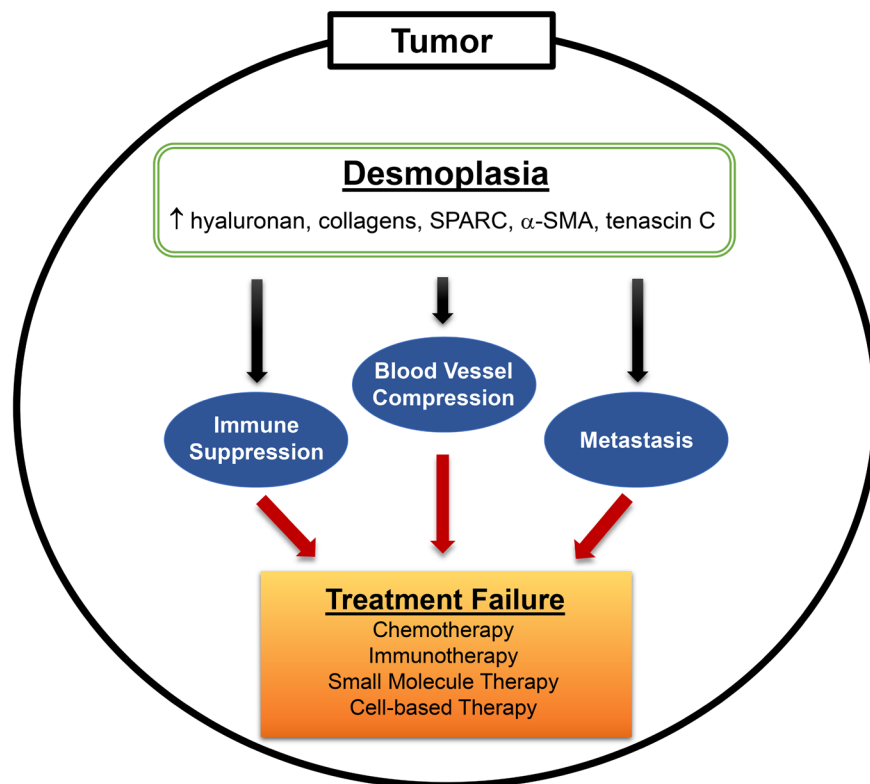 Tumor
Desmoplasia
↑ hyaluronan, collagens, SPARC, α-SMA, tenascin C
Blood Vessel
Compression
Immune
Suppression
Metastasis
Treatment Failure
Chemotherapy
Immunotherapy
Small Molecule Therapy
Cell-based Therapy